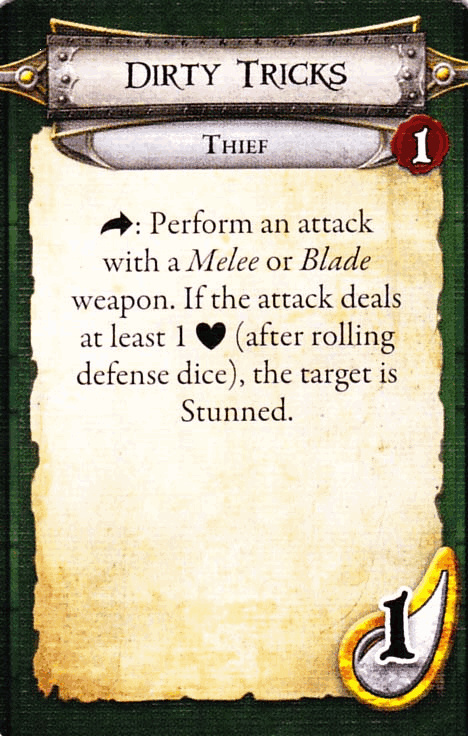 DIRTY TRICKS
THIEF
1
: Perform an attack
with a Melee or Blade
weapon. If the attack deals
at least 1 ♥ (after rolling
defense dice), the target is
Stunned.
1